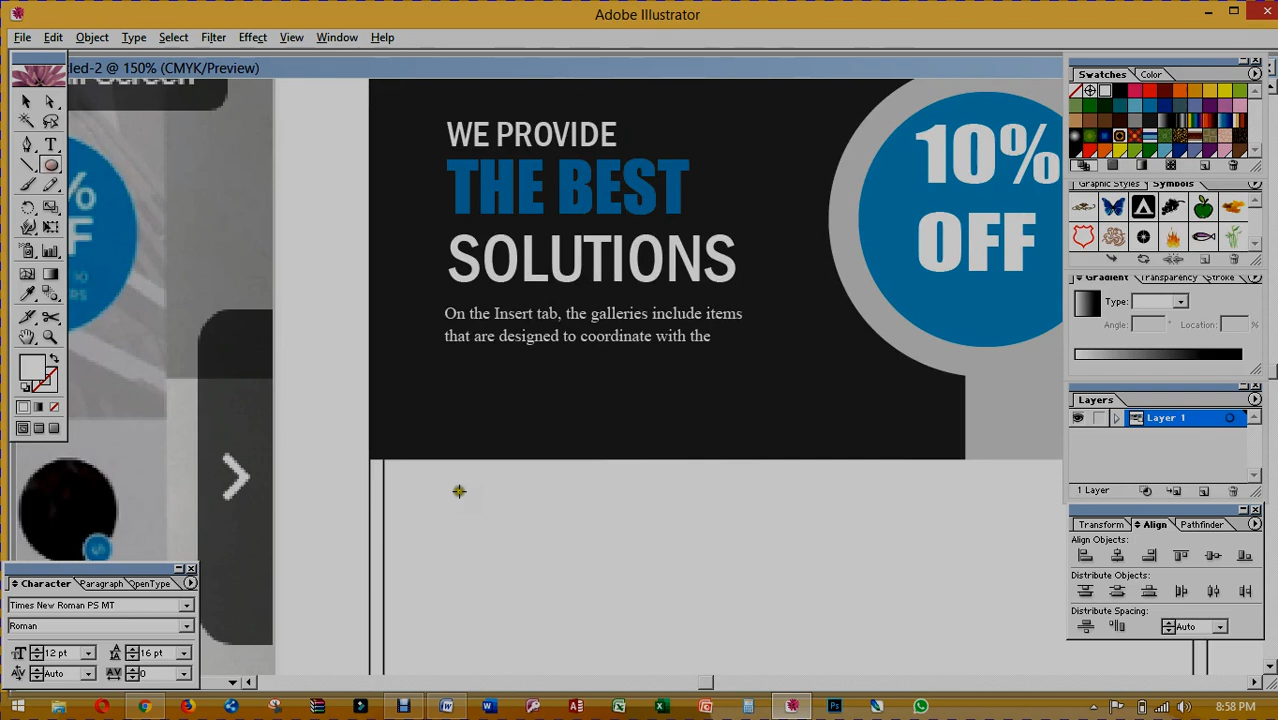 Adobe Illustrator
File Edit Object Type Select Filter Effect View Window Help
led-2 @ 150% (CMYK/Preview)
Swatches Color
WE PROVIDE
THE BEST
SOLUTIONS
On the Insert tab, the galleries include items
that are designed to coordinate with the
10%
OFF
%
F
10
RS
Graphic Styles Symbols
Gradient Transparency Stroke
Type:
Angle: ° Location: %
Layers
Layer 1
1 Layer
Transform Align Pathfinder
Align Objects:
Distribute Objects:
Distribute Spacing:
Auto
Character Paragraph OpenType
Times New Roman PS MT
Roman
12 pt 16 pt
Auto 0
8:58 PM